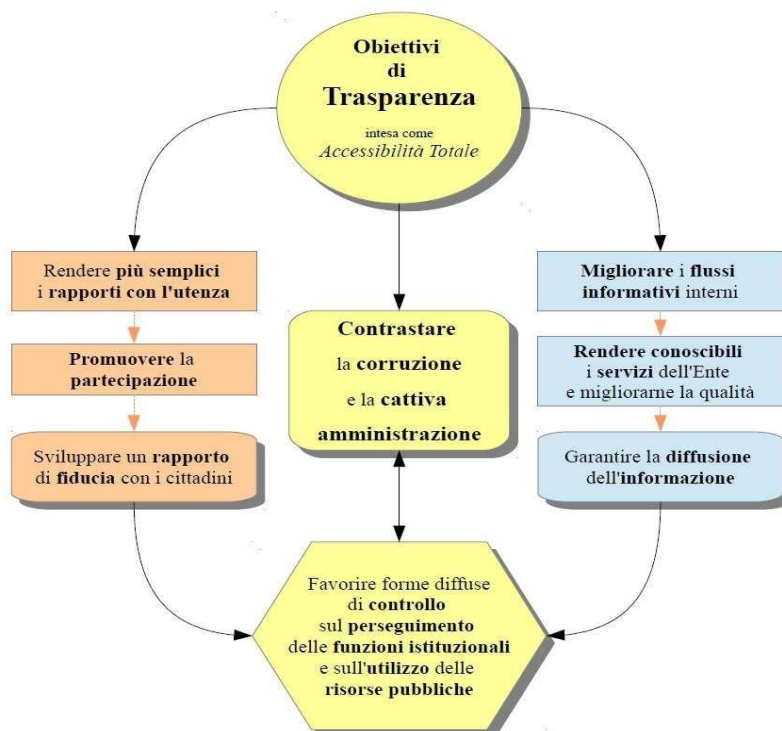 Obiettivi
di
Trasparenza
intesa come
Accessibilità Totale
Rendere più semplici
i rapporti con l'utenza
Promuovere la
partecipazione
Sviluppare un rapporto
di fiducia con i cittadini
Contrastare
la corruzione
e la cattiva
amministrazione
Migliorare i flussi
informativi interni
Rendere conoscibili
i servizi dell'Ente
e migliorarne la qualità
Garantire la diffusione
dell'informazione
Favorire forme diffuse
di controllo
sul perseguimento
delle funzioni istituzionali
e sull'utilizzo delle
risorse pubbliche